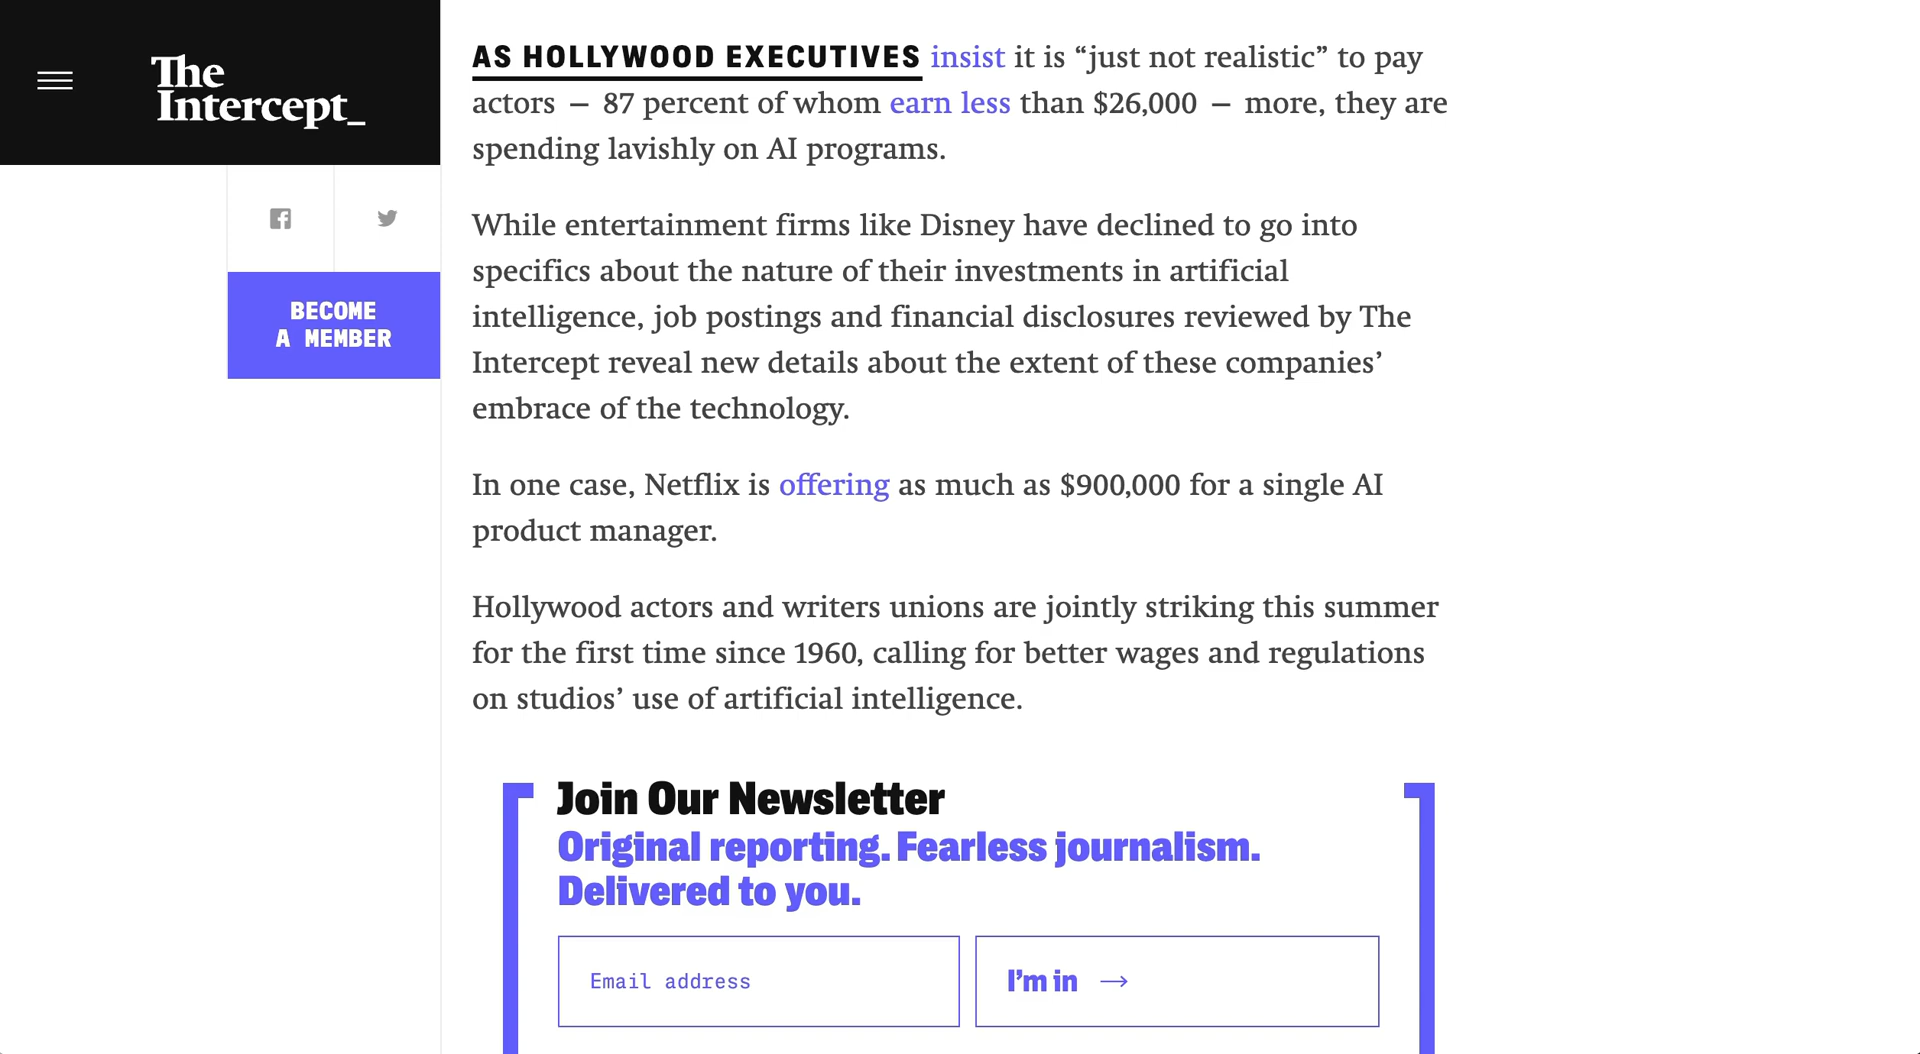 The
Intercept_
BECOME
A MEMBER
AS HOLLYWOOD EXECUTIVES insist it is “just not realistic” to pay
actors — 87 percent of whom earn less than $26,000 — more, they are
spending lavishly on AI programs.
While entertainment firms like Disney have declined to go into
specifics about the nature of their investments in artificial
intelligence, job postings and financial disclosures reviewed by The
Intercept reveal new details about the extent of these companies’
embrace of the technology.
In one case, Netflix is offering as much as $900,000 for a single AI
product manager.
Hollywood actors and writers unions are jointly striking this summer
for the first time since 1960, calling for better wages and regulations
on studios’ use of artificial intelligence.
Join Our Newsletter
Original reporting. Fearless journalism.
Delivered to you.
Email address
I’m in →